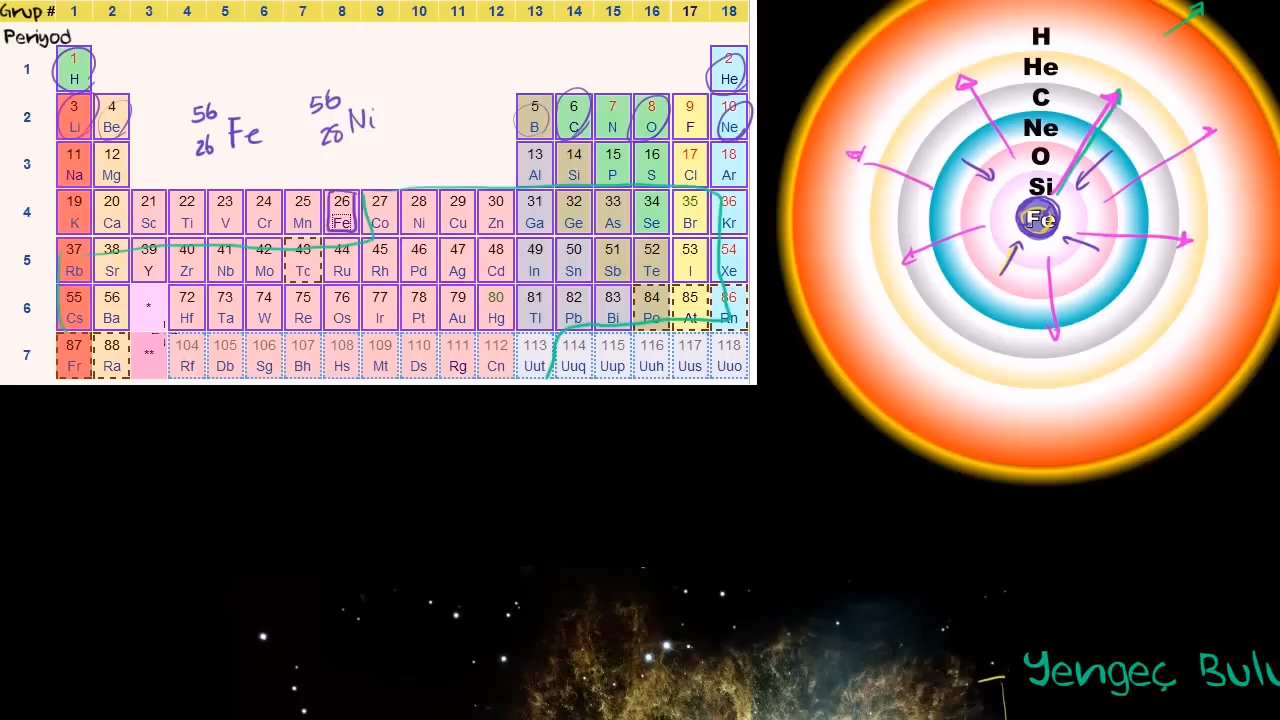 Grup # 1 2 3 4 5 6 7 8 9 10 11 12 13 14 15 16 17 18
Periyod
1 1 2
H He
2 3 4 5 6 7 8 9 10
Li Be B C N O F Ne
3 11 12 13 14 15 16 17 18
Na Mg Al Si P S Cl Ar
4 19 20 21 22 23 24 25 26 27 28 29 30 31 32 33 34 35 36
K Ca Sc Ti V Cr Mn Fe Co Ni Cu Zn Ga Ge As Se Br Kr
5 37 38 39 40 41 42 43 44 45 46 47 48 49 50 51 52 53 54
Rb Sr Y Zr Nb Mo Tc Ru Rh Pd Ag Cd In Sn Sb Te I Xe
6 55 56 * 72 73 74 75 76 77 78 79 80 81 82 83 84 85 86
Cs Ba Hf Ta W Re Os Ir Pt Au Hg Tl Pb Bi Po At Rn
7 87 88 ** 104 105 106 107 108 109 110 111 112 113 114 115 116 117 118
Fr Ra Rf Db Sg Bh Hs Mt Ds Rg Cn Uut Uuq Uup Uuh Uus Uuo
56 26 Fe 56 28 Ni
H
He
C
Ne
O
Si
Fe
Yengeç Bulu